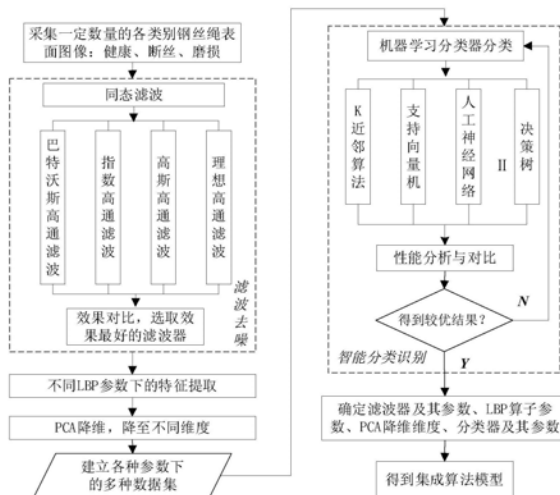 采集一定数量的各类别钢丝绳表
面图像：健康、断丝、磨损
同态滤波
巴特沃斯高通滤波
指数高通滤波
高斯高通滤波
理想高通滤波
效果对比，选取效
果最好的滤波器
滤波去噪
不同LBP参数下的特征提取
PCA降维，降至不同维度
建立各种参数下
的多种数据集
机器学习分类器分类
K近邻算法
支持向量机
人工神经网络
II
决策树
性能分析与对比
得到较优结果？
N
Y
智能分类识别
确定滤波器及其参数、LBP算子参
数、PCA降维维度、分类器及其参数
得到集成算法模型